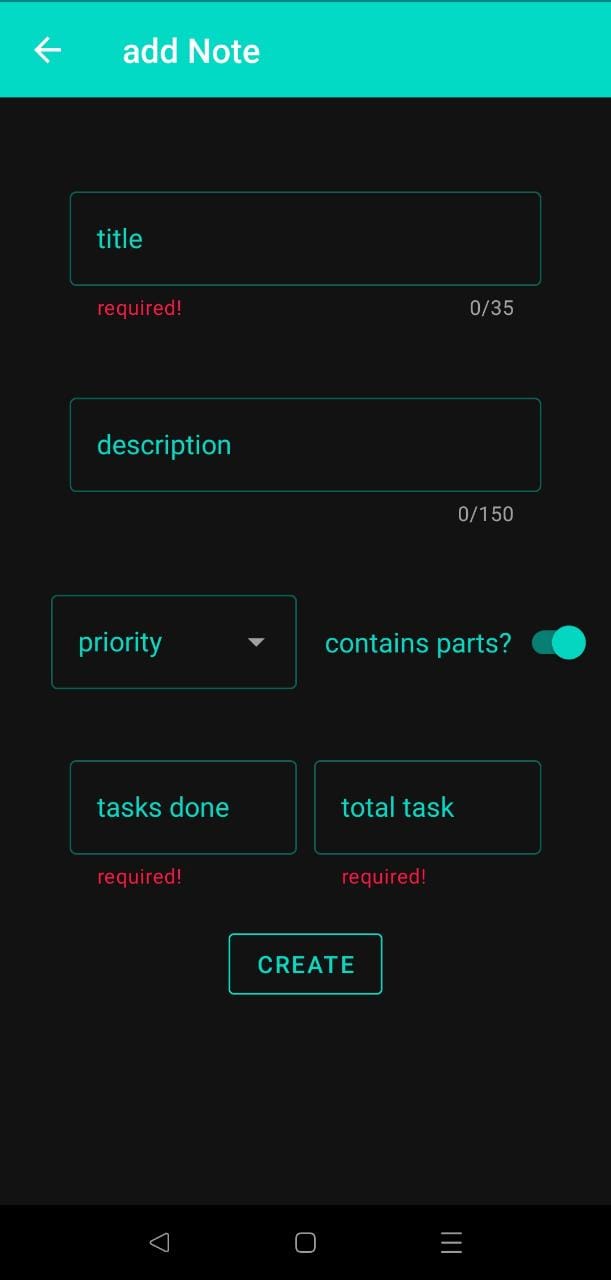 add Note
title
required! 0/35
description
0/150
priority contains parts?
tasks done total task
required! required!
CREATE